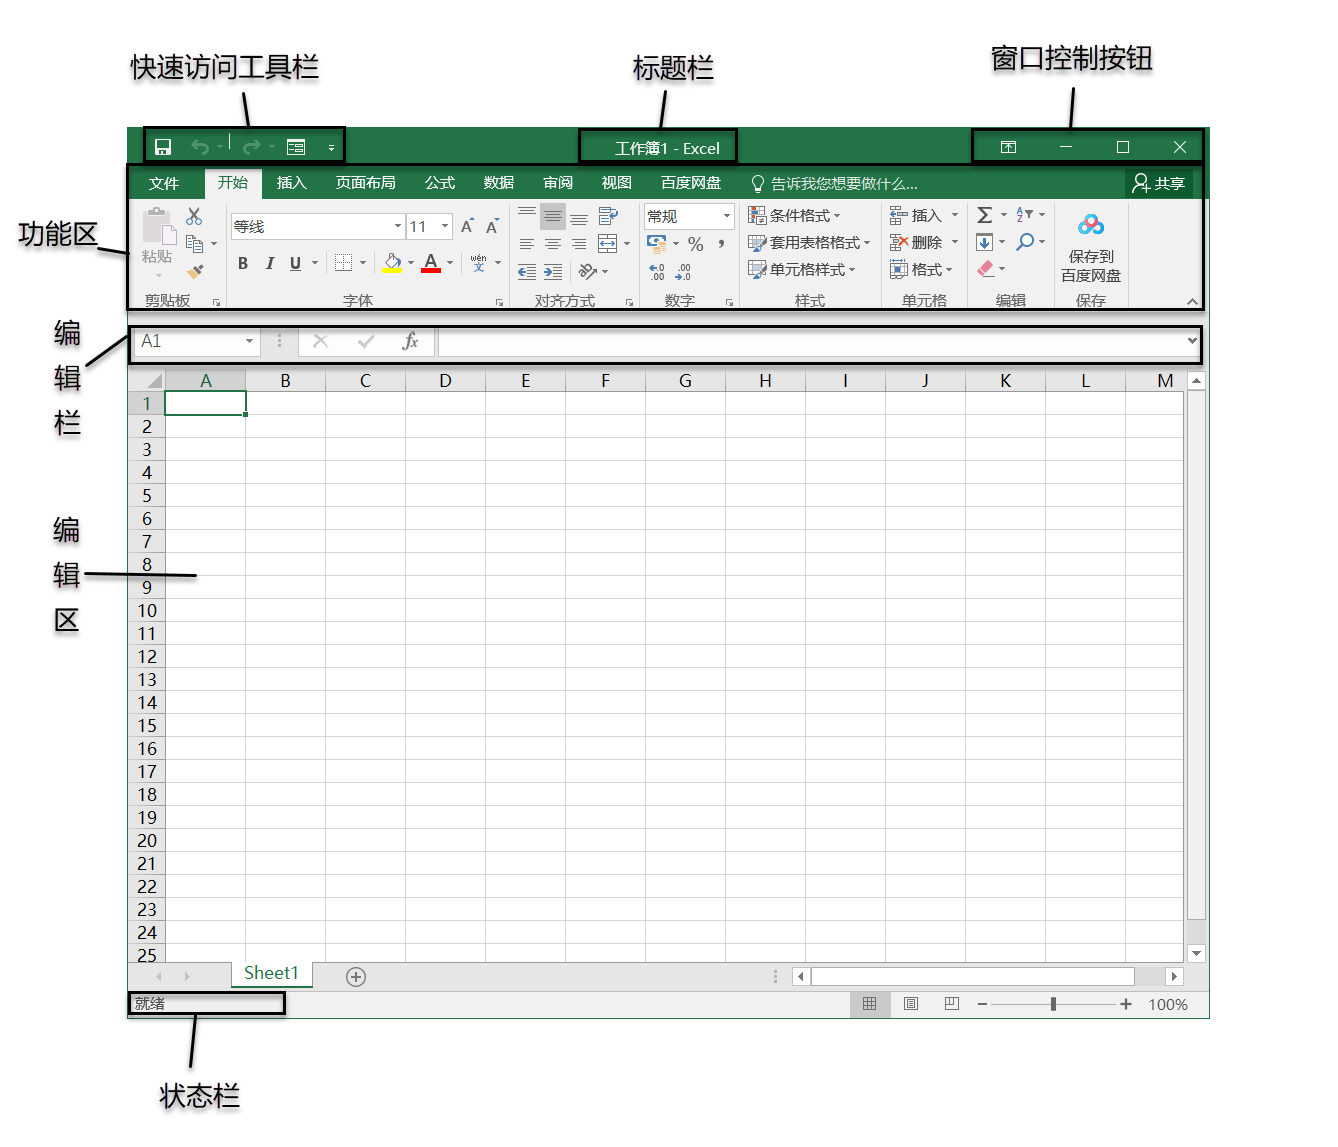 快速访问工具栏
标题栏
窗口控制按钮
工作簿1 - Excel
文件 开始 插入 页面布局 公式 数据 审阅 视图 百度网盘 告诉我您想要做什么... 共享
功能区
粘贴
剪贴板
等线 11
B I U A wén 文
字体
对齐方式
常规
% ,
数字
条件格式
套用表格格式
单元格样式
样式
插入
删除
格式
单元格
Σ
编辑
保存到
百度网盘
保存
编
辑
栏
A1 fx
A B C D E F G H I J K L M
1
2
3
4
5
6
7
8
9
10
11
12
13
14
15
16
17
18
19
20
21
22
23
24
25
编
辑
区
Sheet1
就绪 100%
状态栏